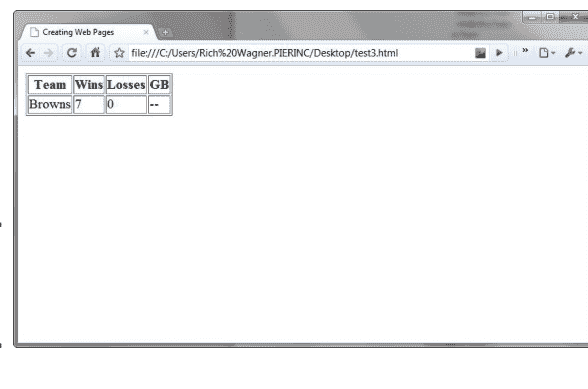 Creating Web Pages
file:///C:/Users/Rich%20Wagner.PIERINC/Desktop/test3.html
Team Wins Losses GB
Browns 7 0 --